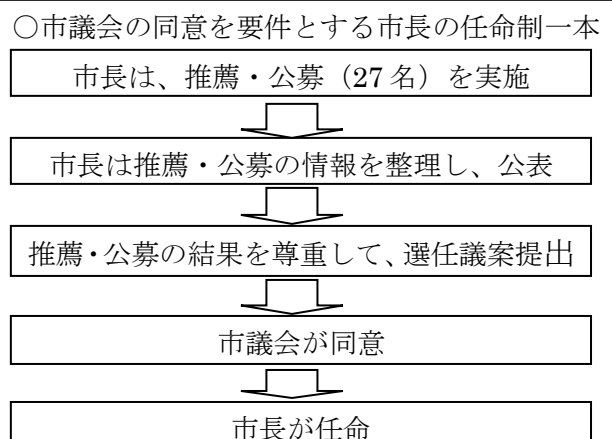 ○市議会の同意を要件とする市長の任命制一本
市長は、推薦・公募（27名）を実施
市長は推薦・公募の情報を整理し、公表
推薦・公募の結果を尊重して、選任議案提出
市議会が同意
市長が任命